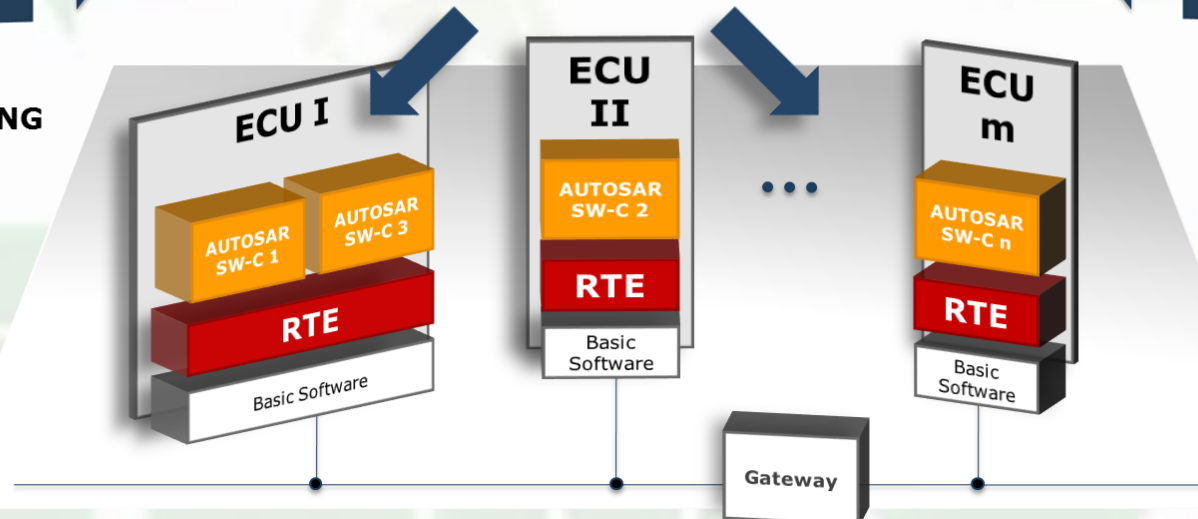 NG
ECU I
AUTOSAR
SW-C 1
AUTOSAR
SW-C 3
RTE
Basic Software
ECU
II
AUTOSAR
SW-C 2
RTE
Basic
Software
...
ECU
m
AUTOSAR
SW-C n
RTE
Basic
Software
Gateway